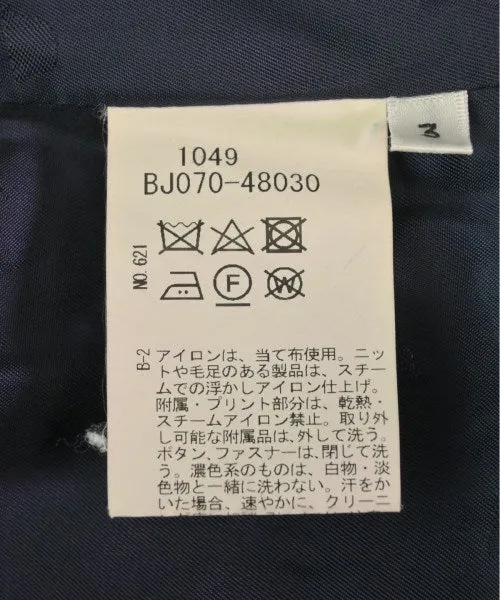 3
1049
BJ070-48030
NO.621
F
W
B-2
アイロンは、当て布使用。ニッ
トや毛足のある製品は、スチー
ムでの浮かしアイロン仕上げ。
附属・プリント部分は、乾熱・
スチームアイロン禁止。取り外
し可能な附属品は、外して洗う。
ボタン、ファスナーは、閉じて洗
う。濃色系のものは、白物・淡
色物と一緒に洗わない。汗をか
いた場合、速やかに、クリーニ